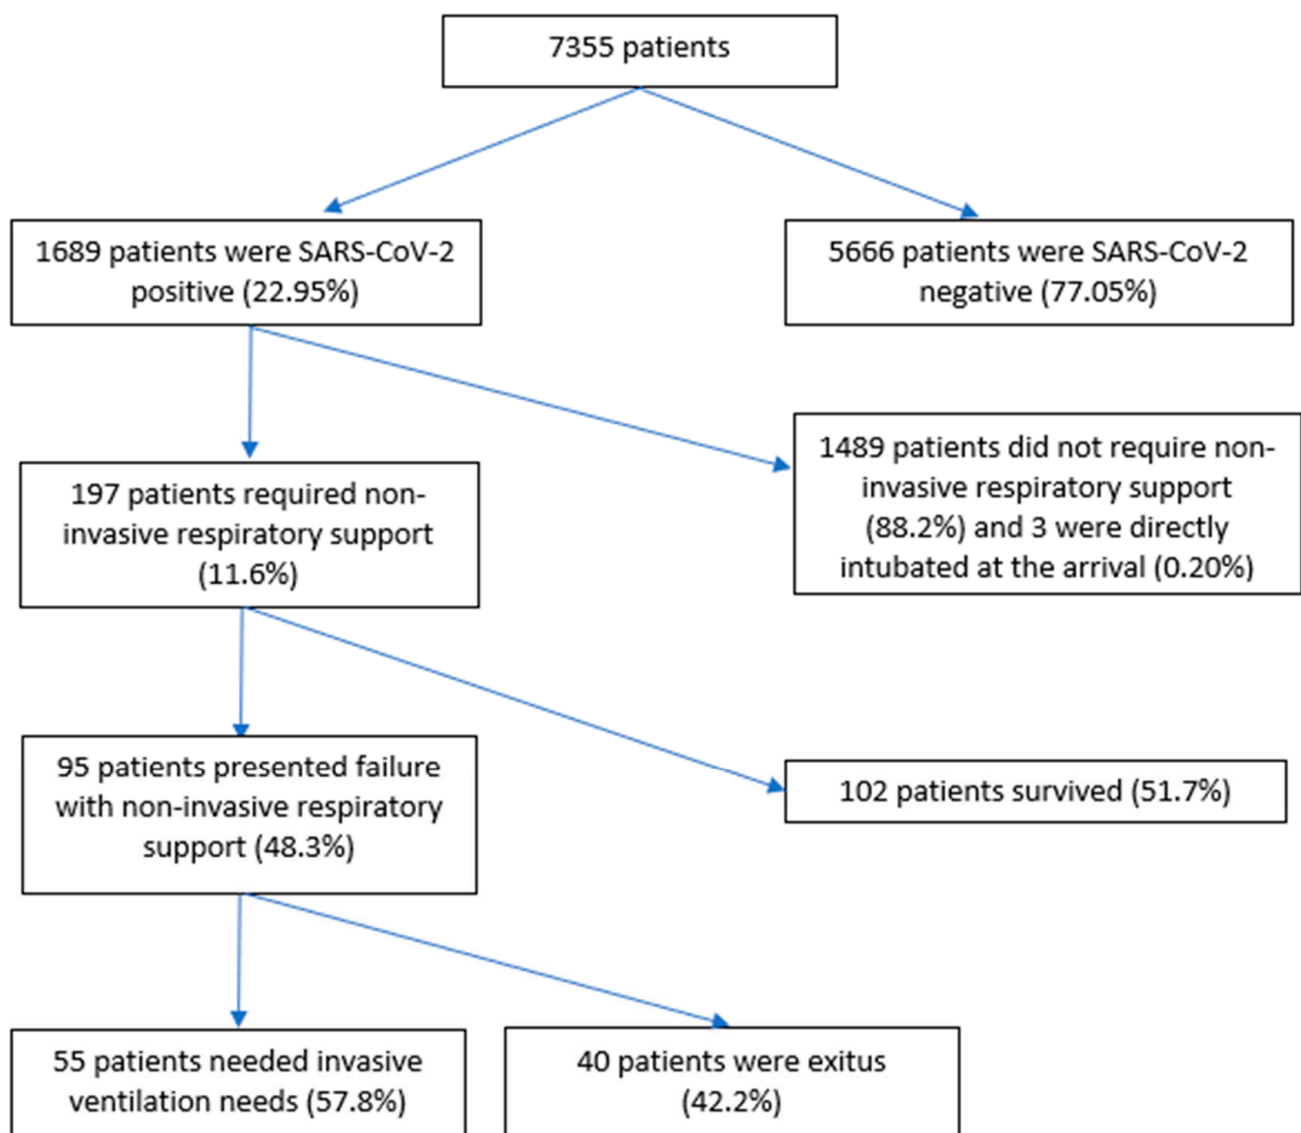 7355 patients
1689 patients were SARS-CoV-2
positive (22.95%)
5666 patients were SARS-CoV-2
negative (77.05%)
197 patients required non-
invasive respiratory support
(11.6%)
1489 patients did not require non-
invasive respiratory support
(88.2%) and 3 were directly
intubated at the arrival (0.20%)
95 patients presented failure
with non-invasive respiratory
support (48.3%)
102 patients survived (51.7%)
55 patients needed invasive
ventilation needs (57.8%)
40 patients were exitus
(42.2%)